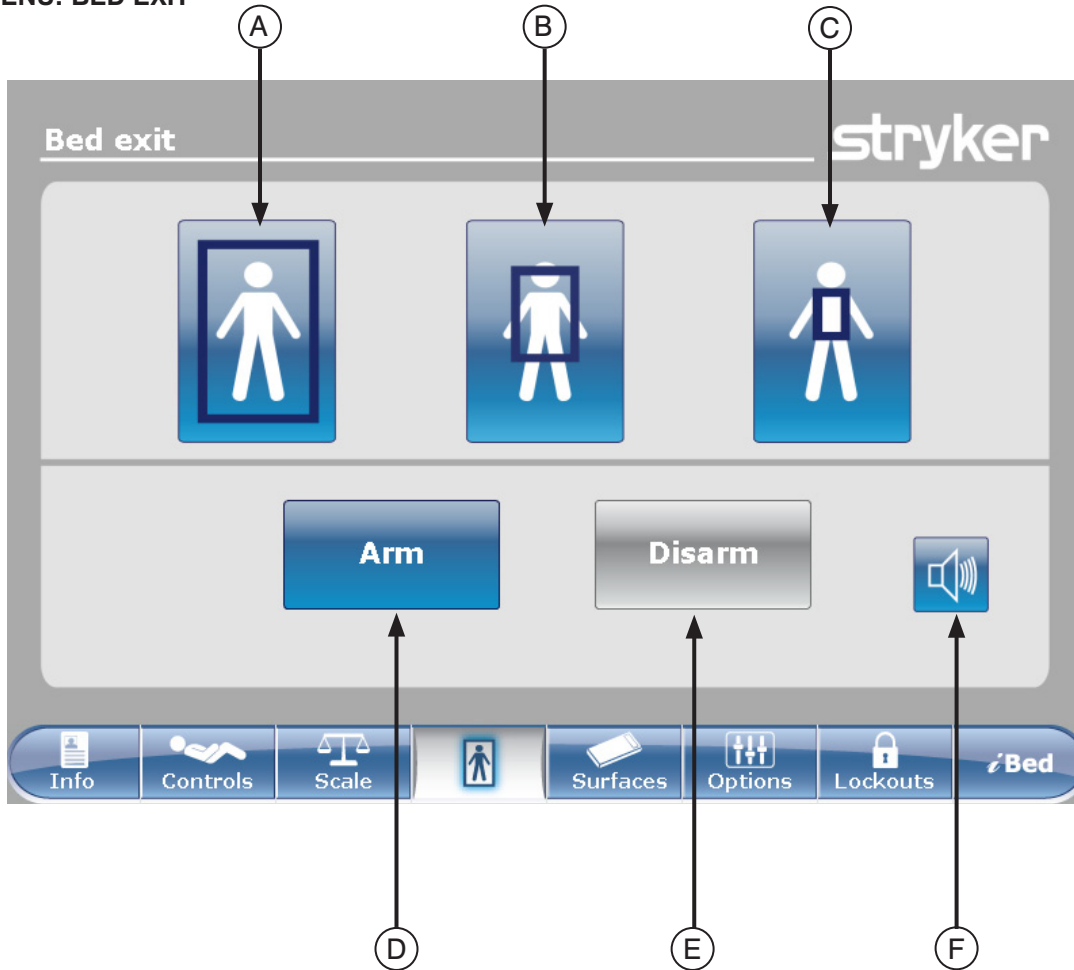 A B C
Bed exit
stryker
Arm
Disarm
Info
Controls
Scale
Surfaces
Options
Lockouts
iBed
D E F